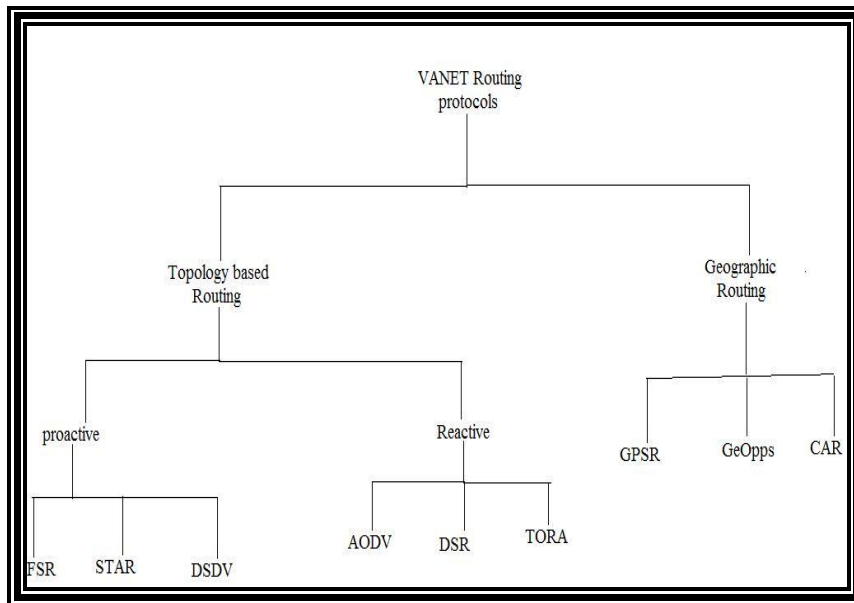 VANET Routing
protocols
Topology based
Routing
Geographic
Routing
proactive
Reactive
GPSR
GeOpps
CAR
FSR
STAR
DSDV
AODV
DSR
TORA